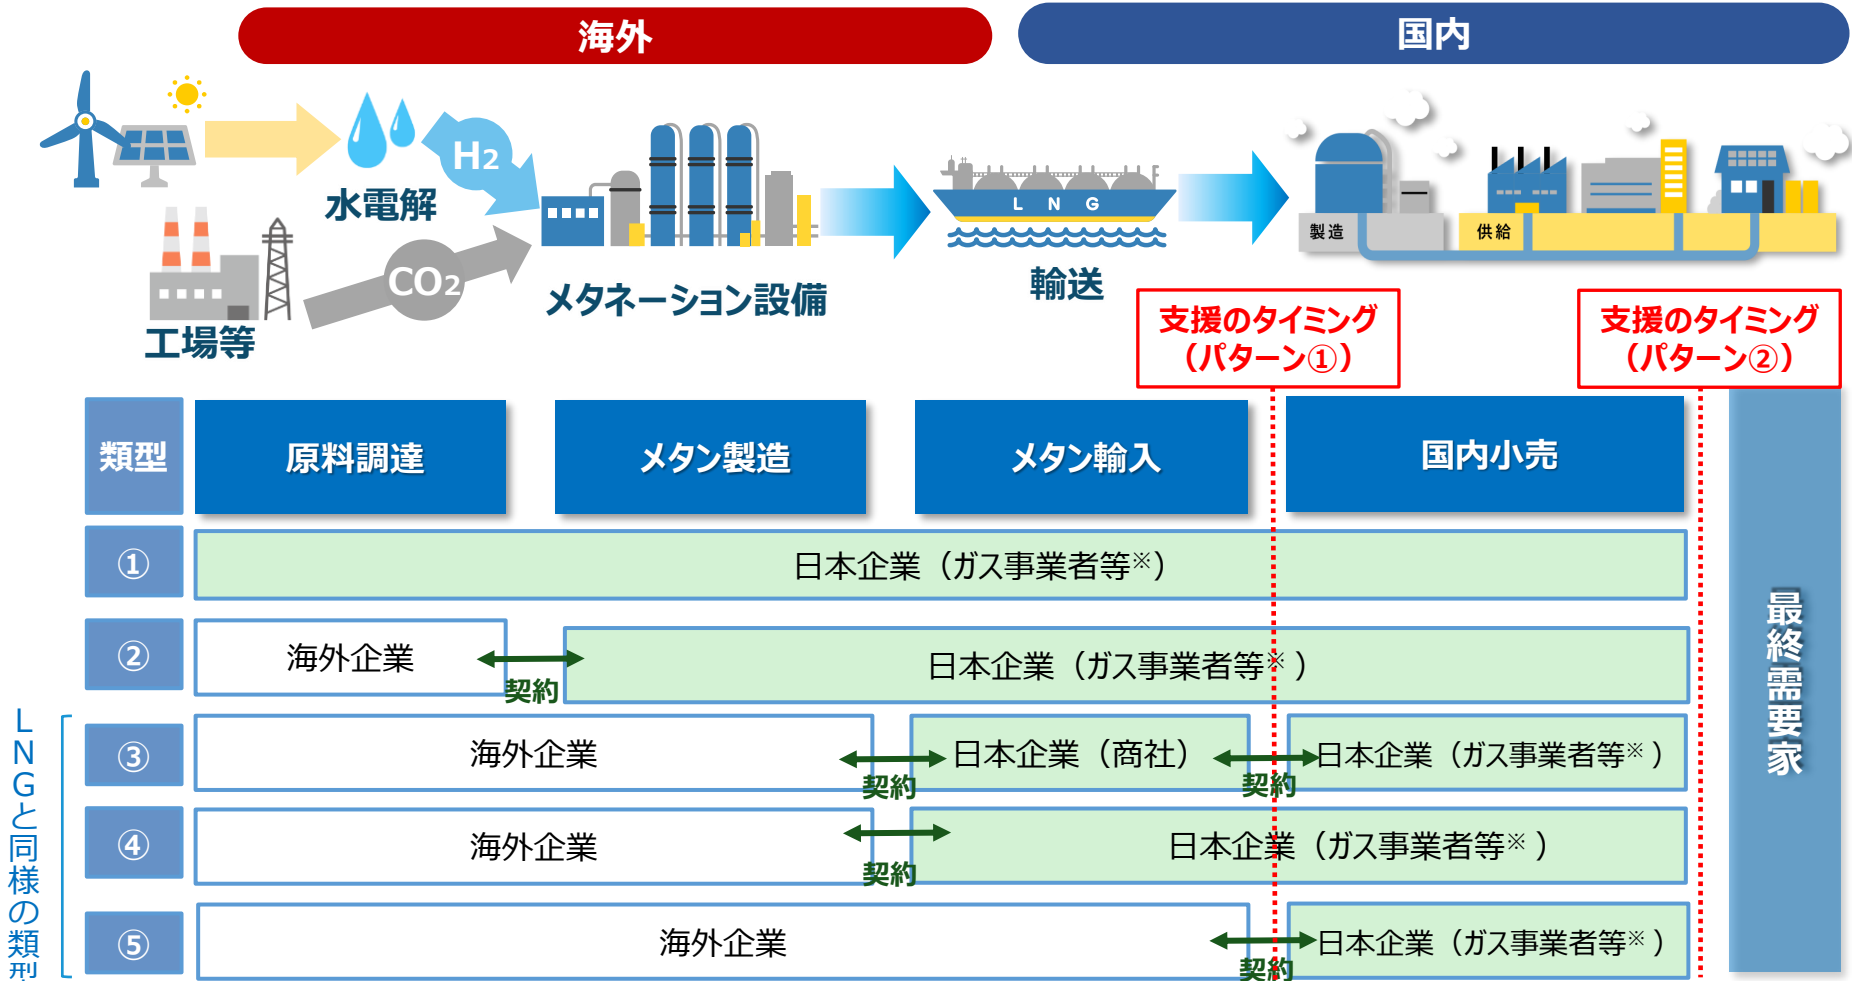 海外
国内
水電解
H2
CO2
工場等
メタネーション設備
LNG
輸送
製造
供給
支援のタイミング
（パターン①）
支援のタイミング
（パターン②）
類型
原料調達
メタン製造
メタン輸入
国内小売
①
日本企業（ガス事業者等※）
②
海外企業
契約
日本企業（ガス事業者等※）
③
海外企業
契約
日本企業（商社）
契約
日本企業（ガス事業者等※）
④
海外企業
契約
日本企業（ガス事業者等※）
⑤
海外企業
契約
日本企業（ガス事業者等※）
LNGと同様の類型
最終需要家